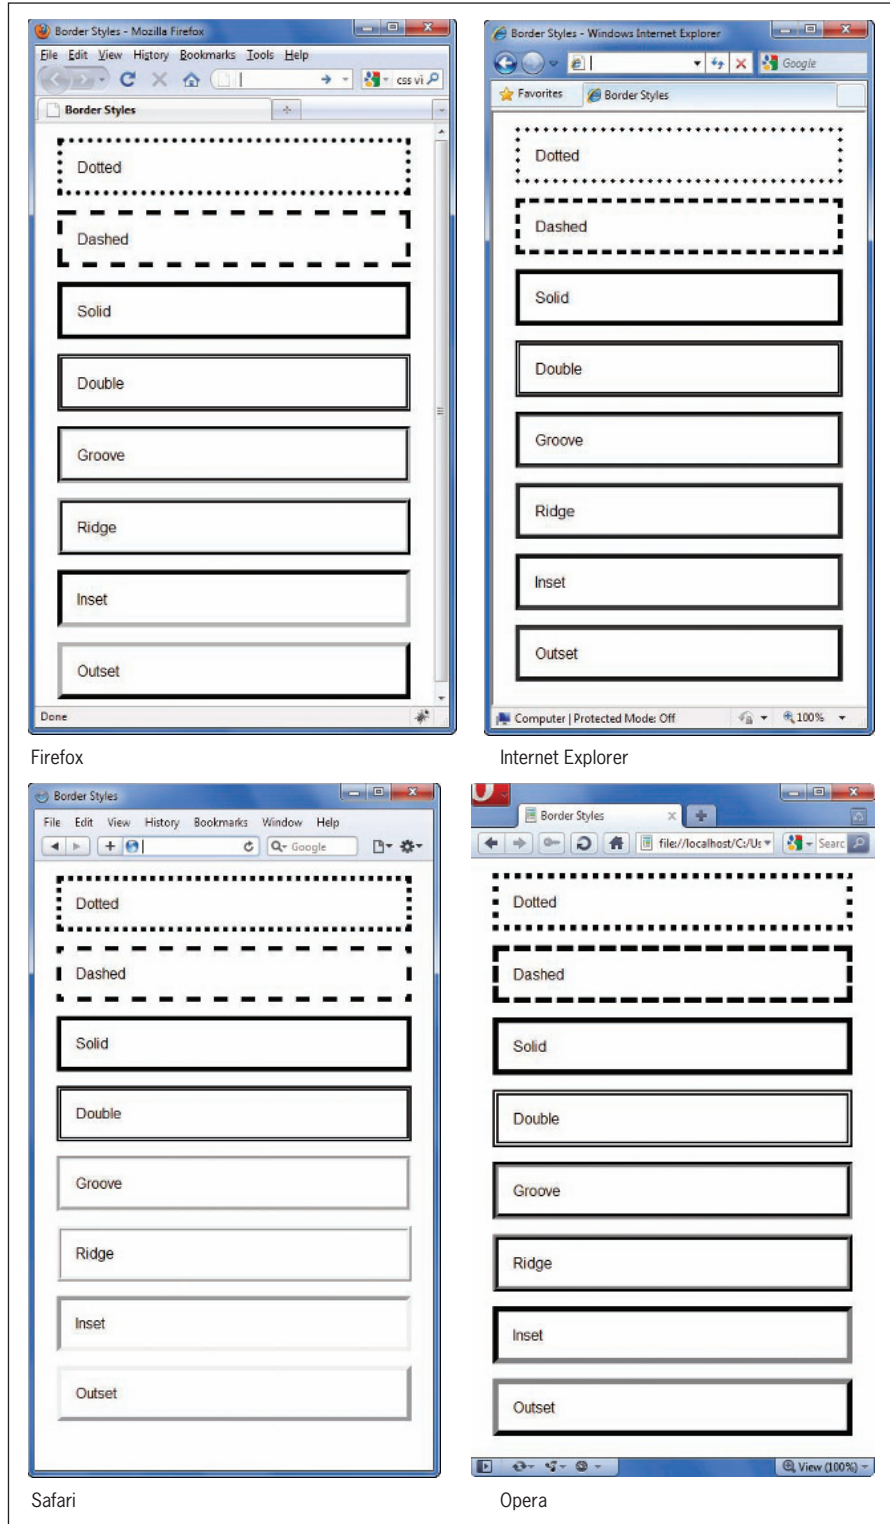 Border Styles - Mozilla Firefox
File Edit View History Bookmarks Tools Help
css vi
Border Styles
Dotted
Dashed
Solid
Double
Groove
Ridge
Inset
Outset
Done
Firefox
Border Styles - Windows Internet Explorer
Google
Favorites Border Styles
Dotted
Dashed
Solid
Double
Groove
Ridge
Inset
Outset
Computer | Protected Mode: Off 100%
Internet Explorer
Border Styles
File Edit View History Bookmarks Window Help
Google
Dotted
Dashed
Solid
Double
Groove
Ridge
Inset
Outset
Safari
Border Styles
file://localhost/C:/Us Searc
Dotted
Dashed
Solid
Double
Groove
Ridge
Inset
Outset
View (100%)
Opera